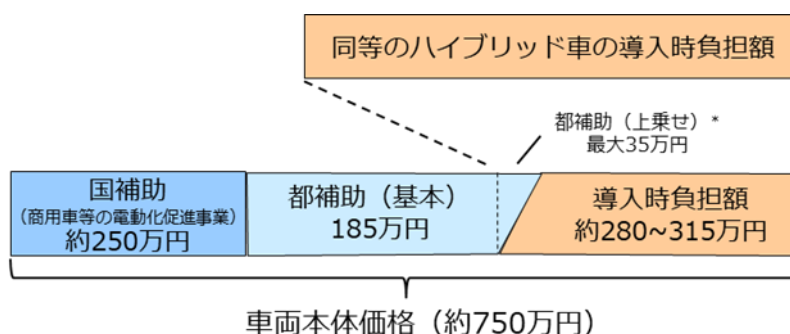 同等のハイブリッド車の導入時負担額
都補助（上乗せ）*
最大35万円
国補助
（商用車等の電動化促進事業）
約250万円
都補助（基本）
185万円
導入時負担額
約280~315万円
車両本体価格（約750万円）